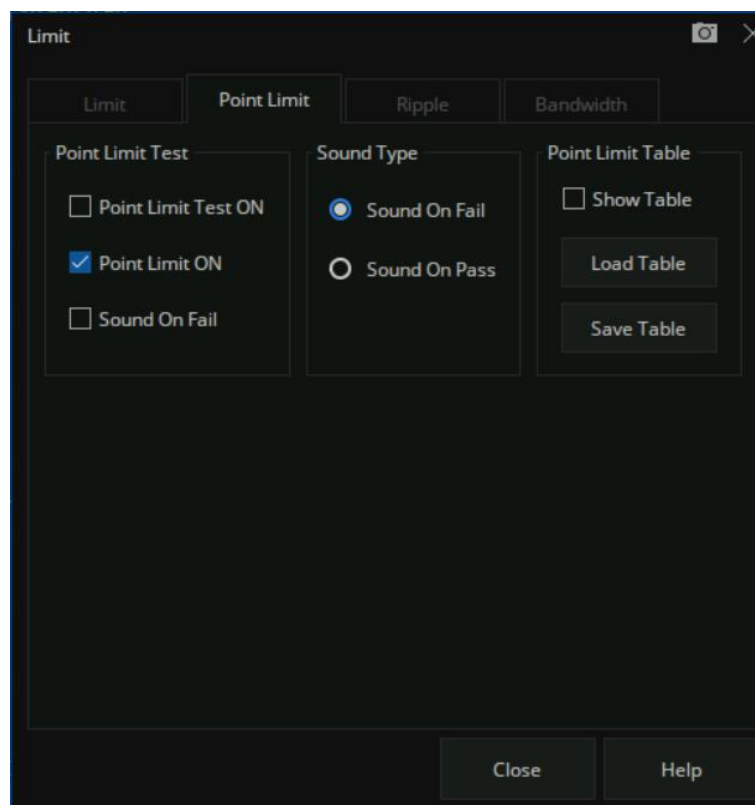 Limit
Limit
Point Limit
Ripple
Bandwidth
Point Limit Test
Point Limit Test ON
Point Limit ON
Sound On Fail
Sound Type
Sound On Fail
Sound On Pass
Point Limit Table
Show Table
Load Table
Save Table
Close
Help